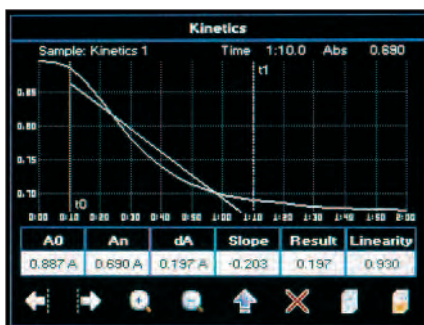 Kinetics
Sample: Kinetics 1 Time 1:10.0 Abs 0.690
t1
0.85
0.80
0.75
0.70
t0
0:00 0:10 0:20 0:30 0:40 0:50 1:00 1:10 1:20 1:30 1:40 1:50 2:00
A0 An dA Slope Result Linearity
0.887 A 0.690 A 0.197 A -0.203 0.197 0.930